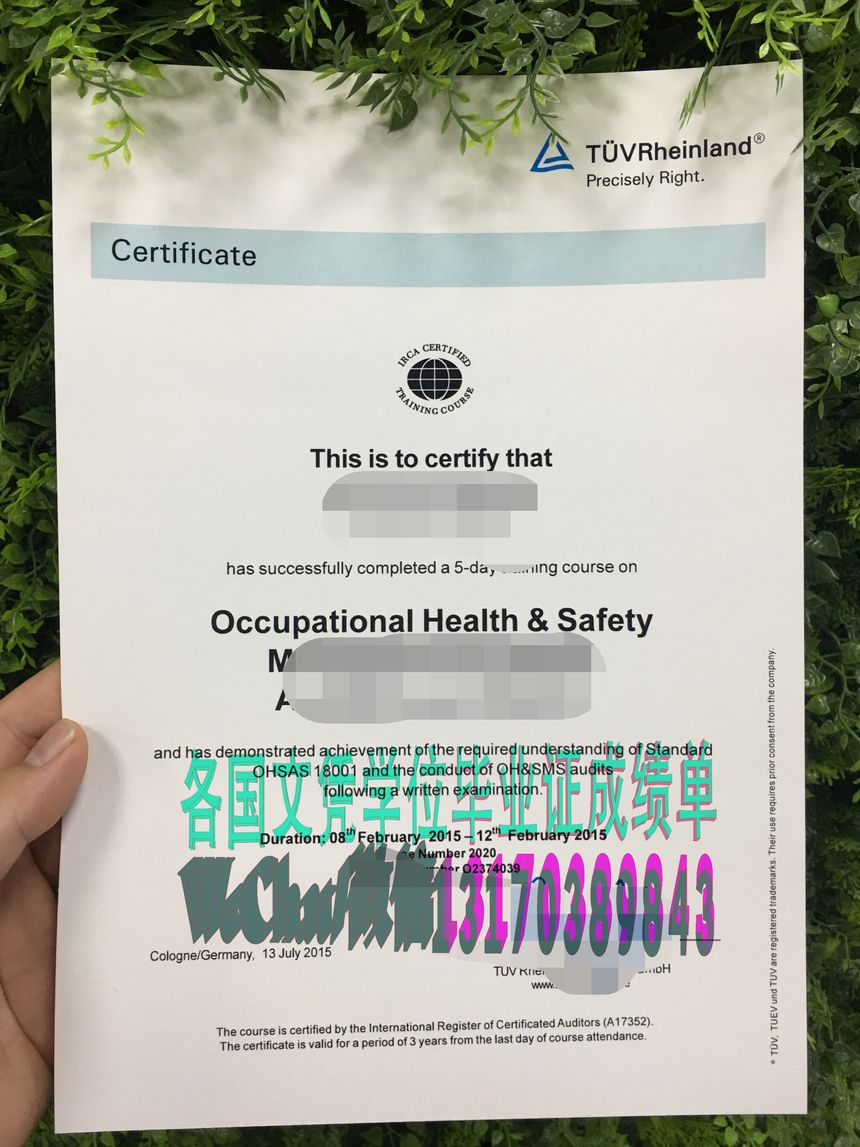 TÜVRheinland®
Precisely Right.
Certificate
IRCA CERTIFIED
TRAINING COURSE
This is to certify that
has successfully completed a 5-day training course on
Occupational Health & Safety
and has demonstrated achievement of the required understanding of Standard
OHSAS 18001 and the conduct of OH&SMS audits
following a written examination.
各国文凭学位毕业证成绩单
Duration: 08th February 2015 – 12th February 2015
Number 2020
O2374039
WeChat/微信13170389843
Cologne/Germany, 13 July 2015
TÜV
www.
The course is certified by the International Register of Certificated Auditors (A17352).
The certificate is valid for a period of 3 years from the last day of course attendance.
® TÜV, TUEV und TUV are registered trademarks. Their use requires prior consent from the company.